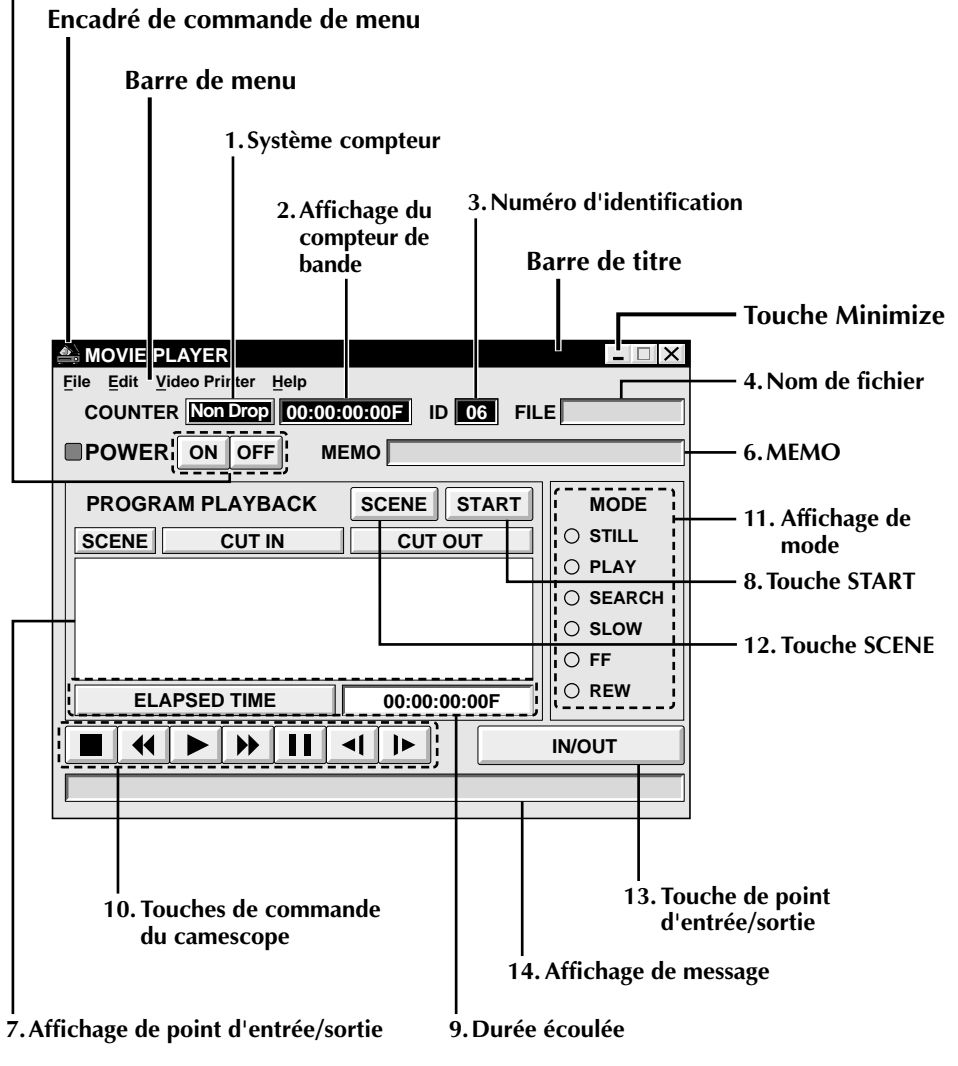 Encadré de commande de menu
Barre de menu
1. Système compteur
2. Affichage du
compteur de
bande
3. Numéro d'identification
Barre de titre
Touche Minimize
MOVIE PLAYER
File Edit Video Printer Help
4. Nom de fichier
COUNTER Non Drop 00:00:00:00F ID 06 FILE
POWER ON OFF MEMO
6. MEMO
PROGRAM PLAYBACK SCENE START
MODE
11. Affichage de
mode
SCENE CUT IN CUT OUT
STILL
PLAY
8. Touche START
SEARCH
SLOW
12. Touche SCENE
FF
REW
ELAPSED TIME 00:00:00:00F
IN/OUT
10. Touches de commande
du camescope
13. Touche de point
d'entrée/sortie
14. Affichage de message
7. Affichage de point d'entrée/sortie
9. Durée écoulée